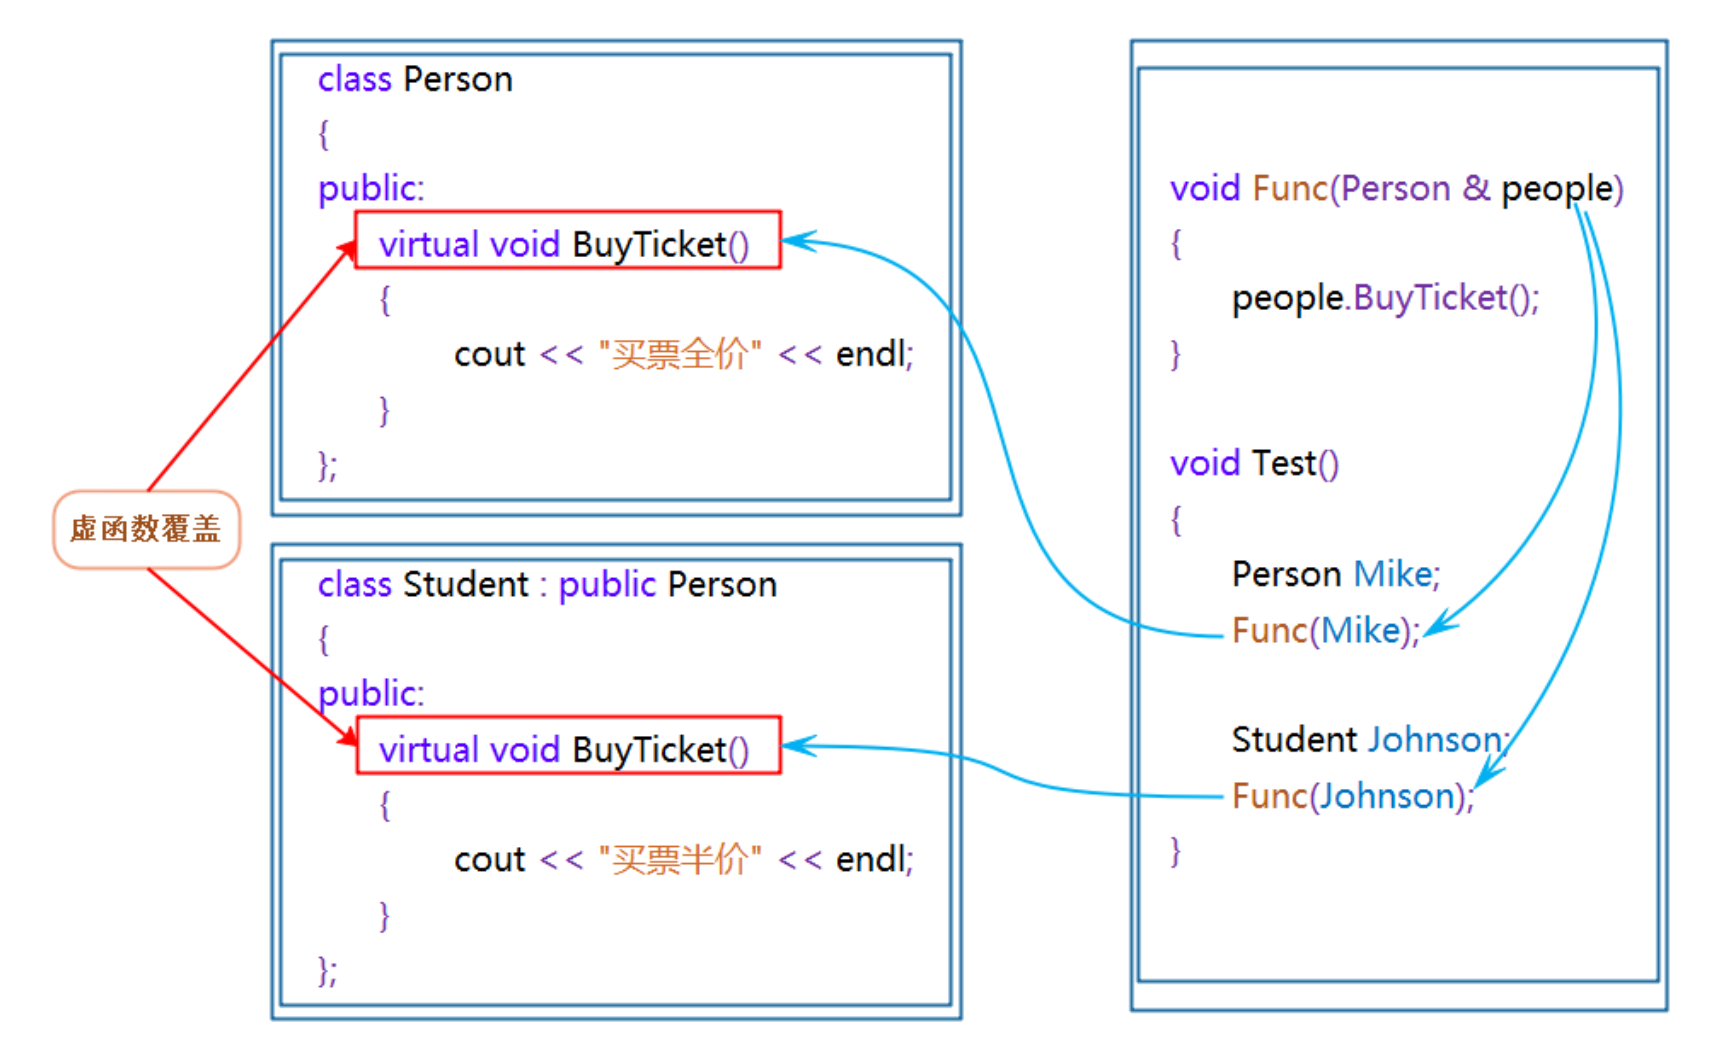 class Person
{
public:
virtual void BuyTicket()
{
cout << "买票全价" << endl;
}
};
虚函数覆盖
class Student : public Person
{
public:
virtual void BuyTicket()
{
cout << "买票半价" << endl;
}
};
void Func(Person & people)
{
people.BuyTicket();
}
void Test()
{
Person Mike;
Func(Mike);
Student Johnson;
Func(Johnson);
}